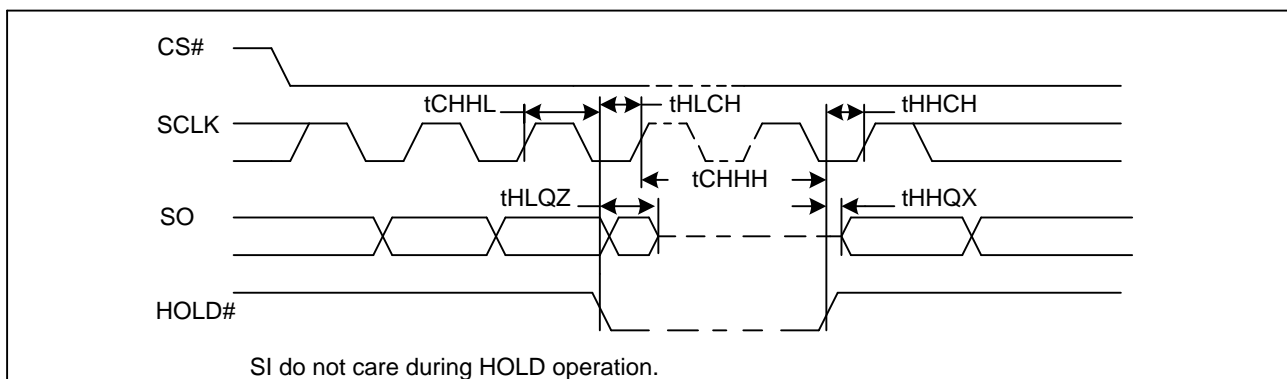 CS#
tCHHL
tHLCH
tHHCH
SCLK
tCHHH
tHLQZ
tHHQX
SO
HOLD#
SI do not care during HOLD operation.